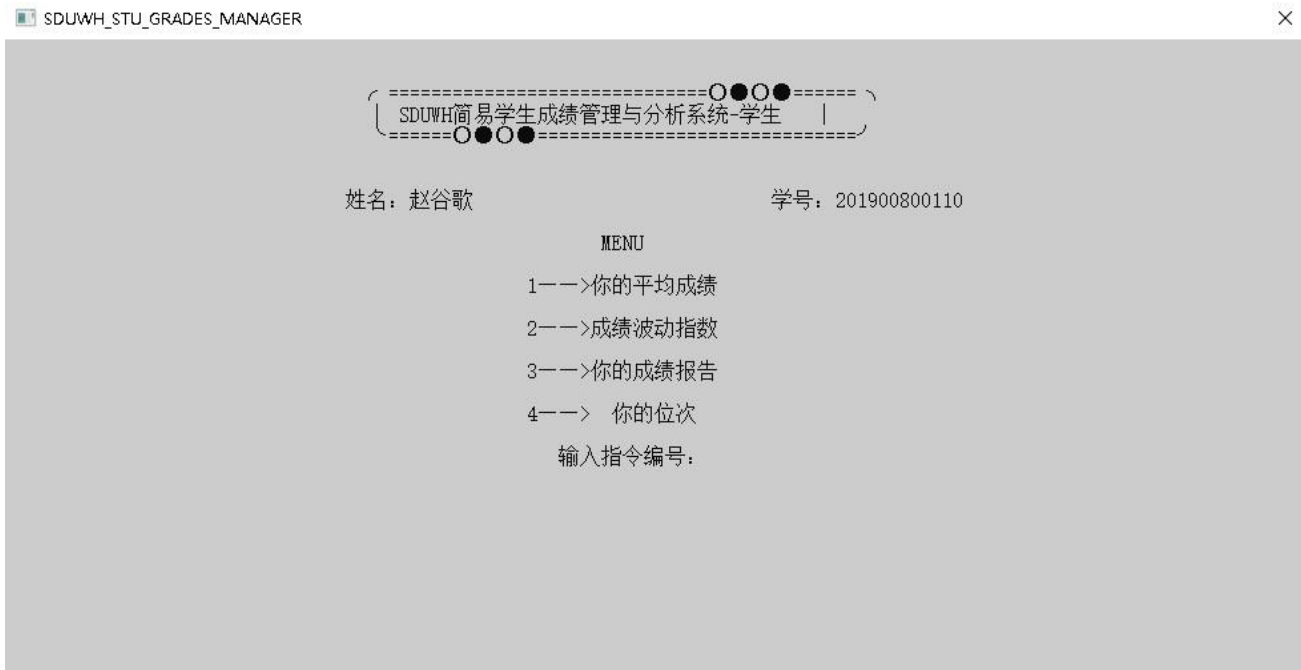 SDUWH_STU_GRADES_MANAGER
╭ ==============================○●○●====== ╮
│ SDUWH简易学生成绩管理与分析系统-学生 │
╰======○●○●==============================╯
姓名：赵谷歌 学号：201900800110
MENU
1——>你的平均成绩
2——>成绩波动指数
3——>你的成绩报告
4——> 你的位次
输入指令编号：